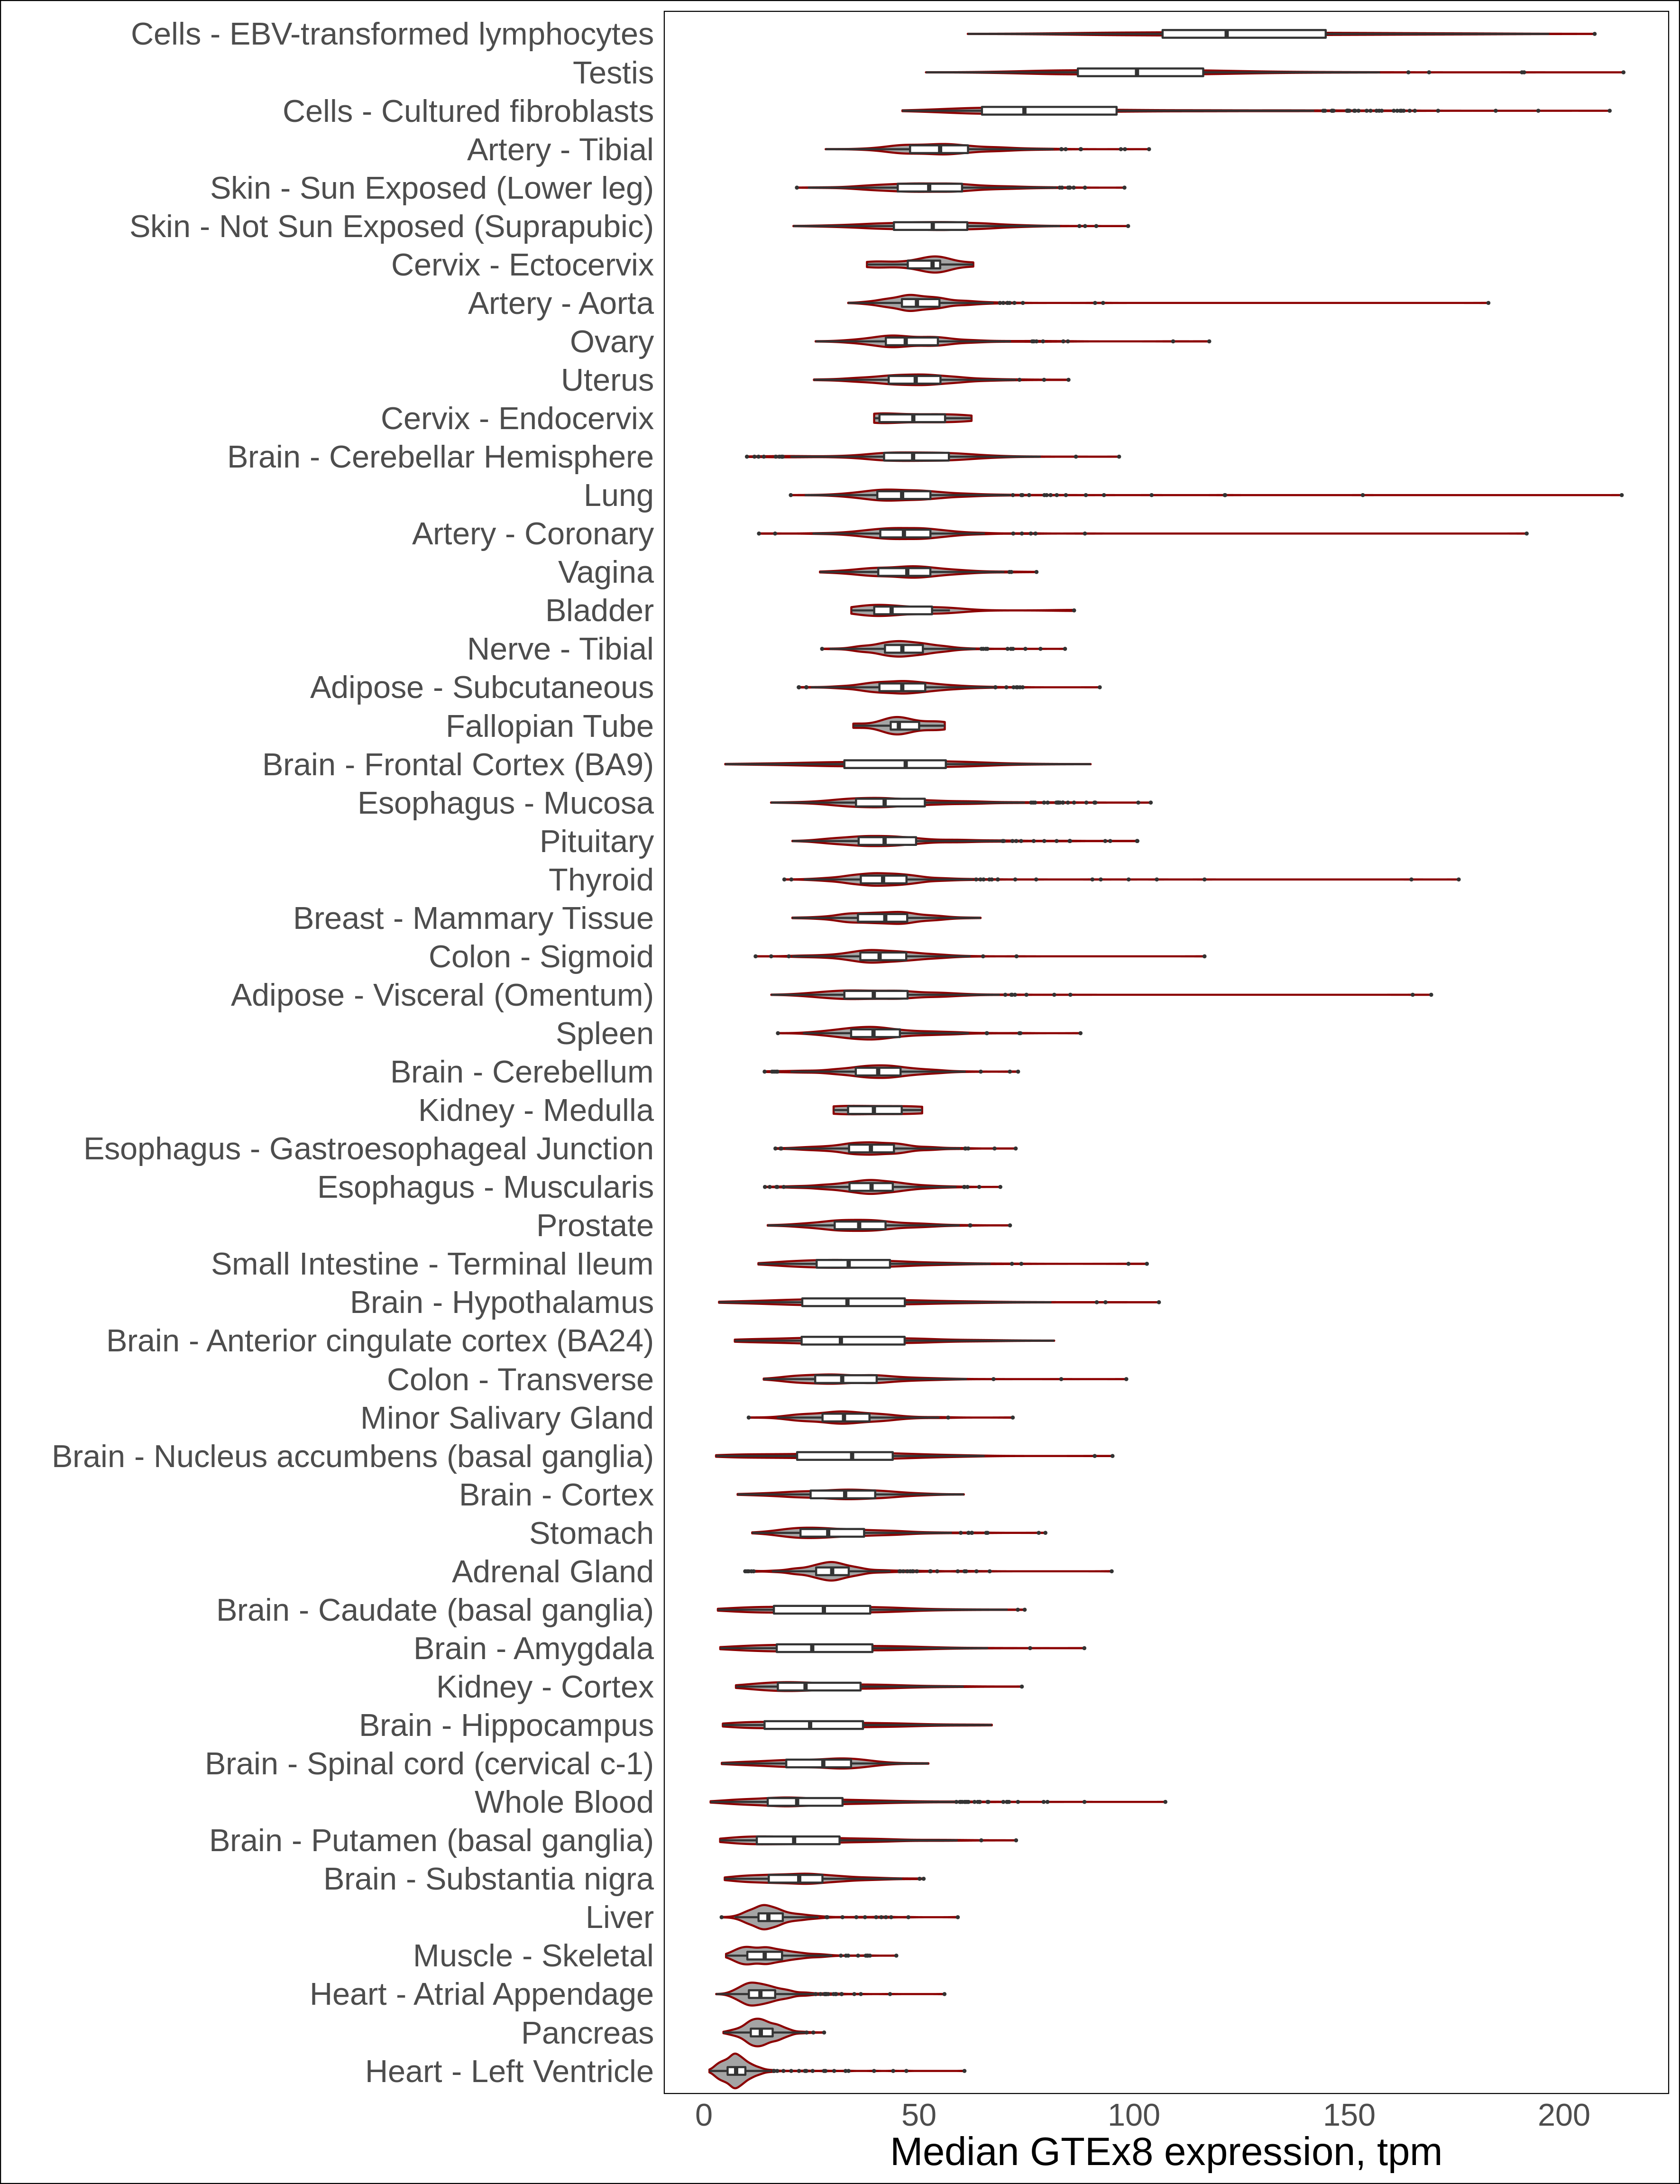 Cells - EBV-transformed lymphocytes
Testis
Cells - Cultured fibroblasts
Artery - Tibial
Skin - Sun Exposed (Lower leg)
Skin - Not Sun Exposed (Suprapubic)
Cervix - Ectocervix
Artery - Aorta
Ovary
Uterus
Cervix - Endocervix
Brain - Cerebellar Hemisphere
Lung
Artery - Coronary
Vagina
Bladder
Nerve - Tibial
Adipose - Subcutaneous
Fallopian Tube
Brain - Frontal Cortex (BA9)
Esophagus - Mucosa
Pituitary
Thyroid
Breast - Mammary Tissue
Colon - Sigmoid
Adipose - Visceral (Omentum)
Spleen
Brain - Cerebellum
Kidney - Medulla
Esophagus - Gastroesophageal Junction
Esophagus - Muscularis
Prostate
Small Intestine - Terminal Ileum
Brain - Hypothalamus
Brain - Anterior cingulate cortex (BA24)
Colon - Transverse
Minor Salivary Gland
Brain - Nucleus accumbens (basal ganglia)
Brain - Cortex
Stomach
Adrenal Gland
Brain - Caudate (basal ganglia)
Brain - Amygdala
Kidney - Cortex
Brain - Hippocampus
Brain - Spinal cord (cervical c-1)
Whole Blood
Brain - Putamen (basal ganglia)
Brain - Substantia nigra
Liver
Muscle - Skeletal
Heart - Atrial Appendage
Pancreas
Heart - Left Ventricle
0 50 100 150 200
Median GTEx8 expression, tpm